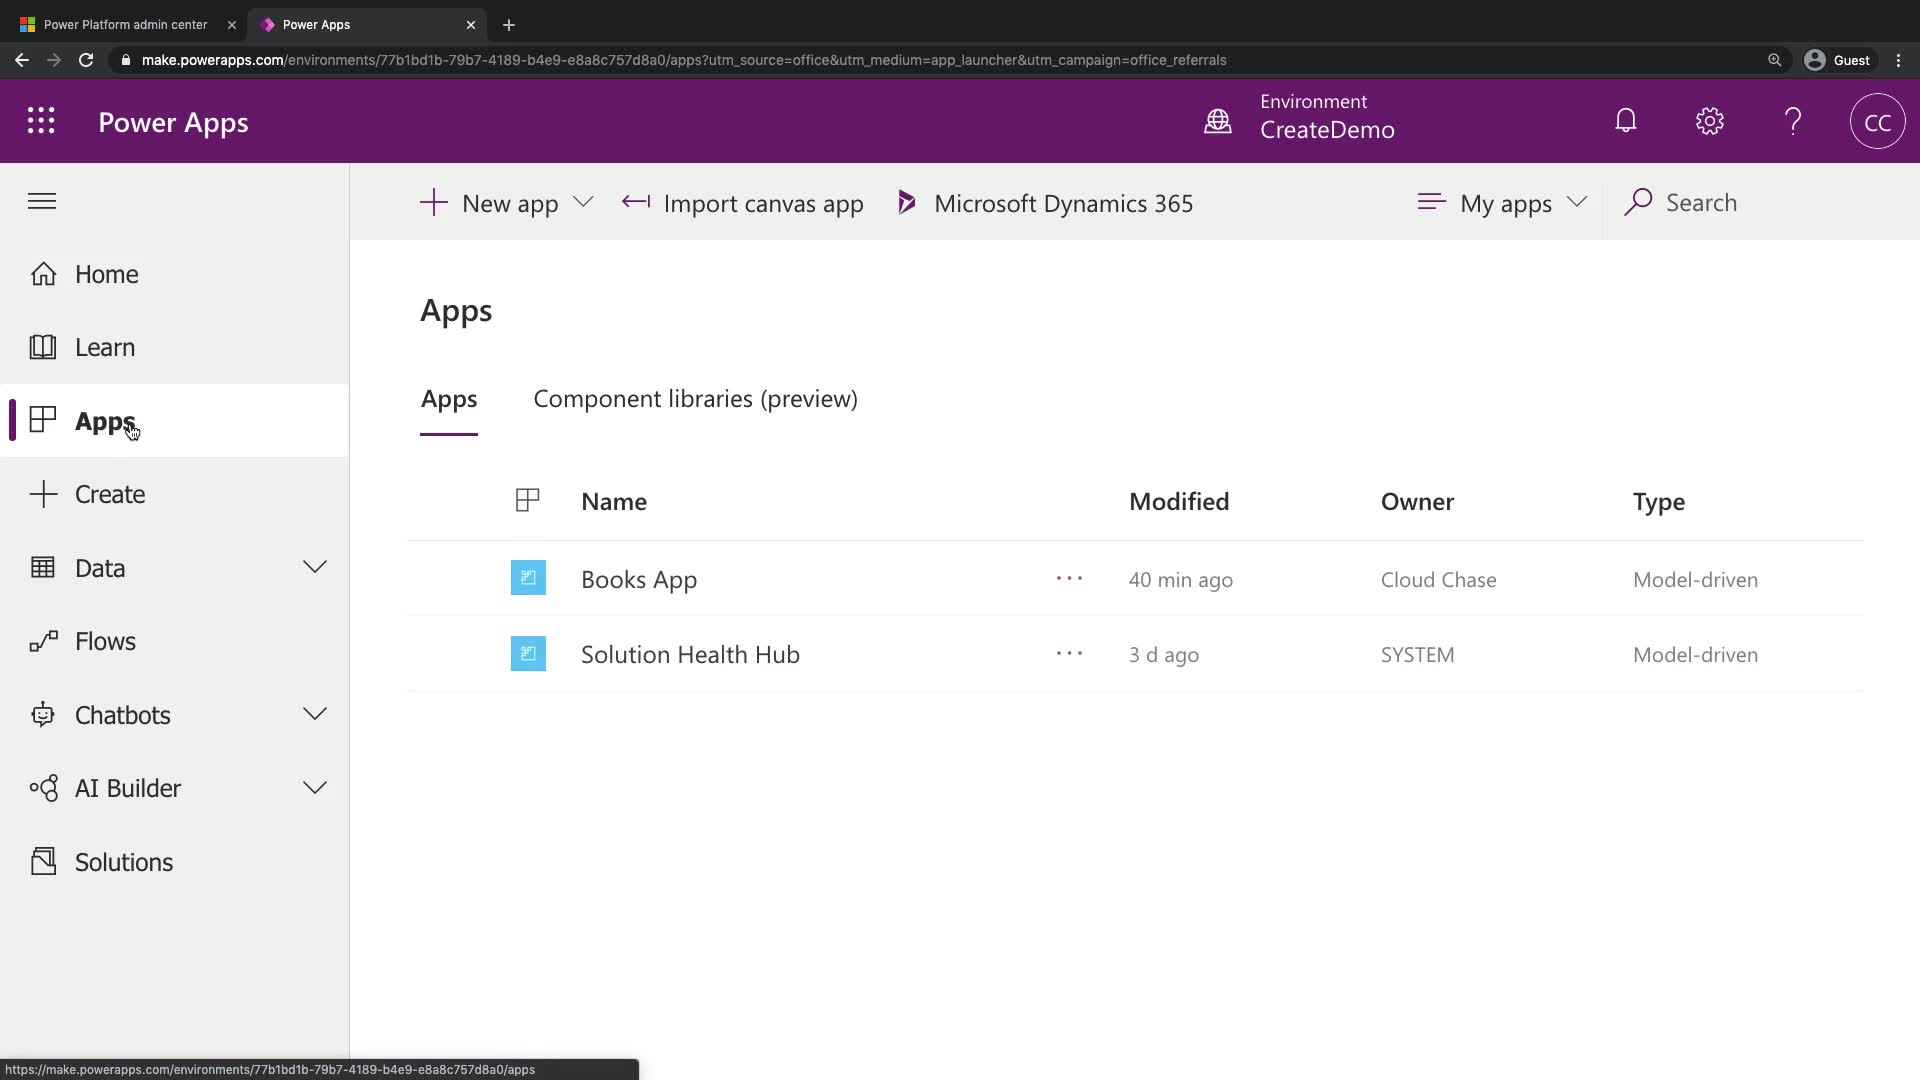 Power Platform admin center
Power Apps
make.powerapps.com/environments/77b1bd1b-79b7-4189-b4e9-e8a8c757d8a0/apps?utm_source=office&utm_medium=app_launcher&utm_campaign=office_referrals
Guest
Power Apps
Environment
CreateDemo
CC
New app
Import canvas app
Microsoft Dynamics 365
My apps
Search
Home
Learn
Apps
Create
Data
Flows
Chatbots
AI Builder
Solutions
Apps
Apps
Component libraries (preview)
Name
Modified
Owner
Type
Books App
40 min ago
Cloud Chase
Model-driven
Solution Health Hub
3 d ago
SYSTEM
Model-driven
https://make.powerapps.com/environments/77b1bd1b-79b7-4189-b4e9-e8a8c757d8a0/apps